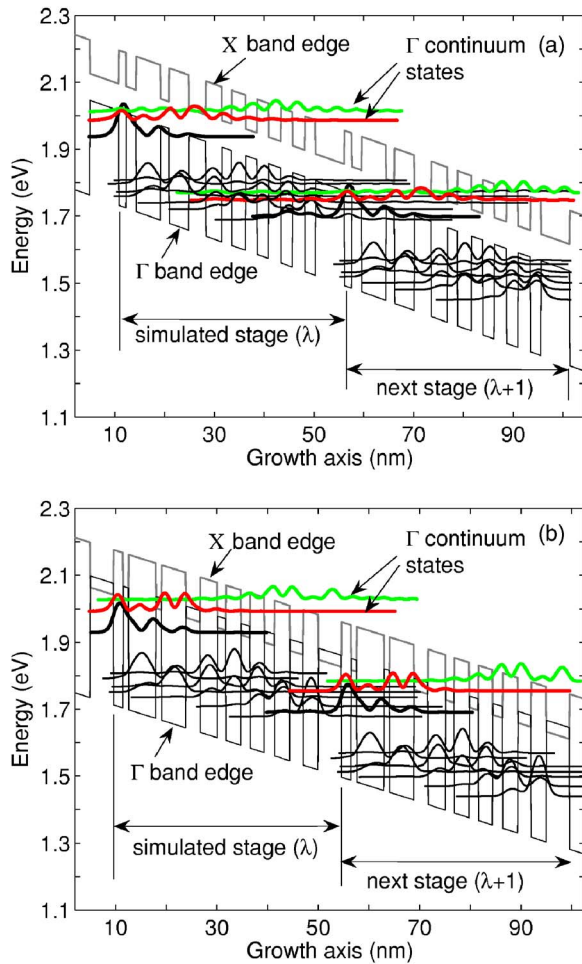 2.3
X band edge
Γ continuum
states
(a)
2.1
1.9
1.7
1.5
1.3
1.1
Energy (eV)
Γ band edge
simulated stage (λ)
next stage (λ+1)
10 30 50 70 90
Growth axis (nm)
2.3
X band edge
Γ continuum
states
(b)
2.1
1.9
1.7
1.5
1.3
1.1
Energy (eV)
Γ band edge
simulated stage (λ)
next stage (λ+1)
10 30 50 70 90
Growth axis (nm)